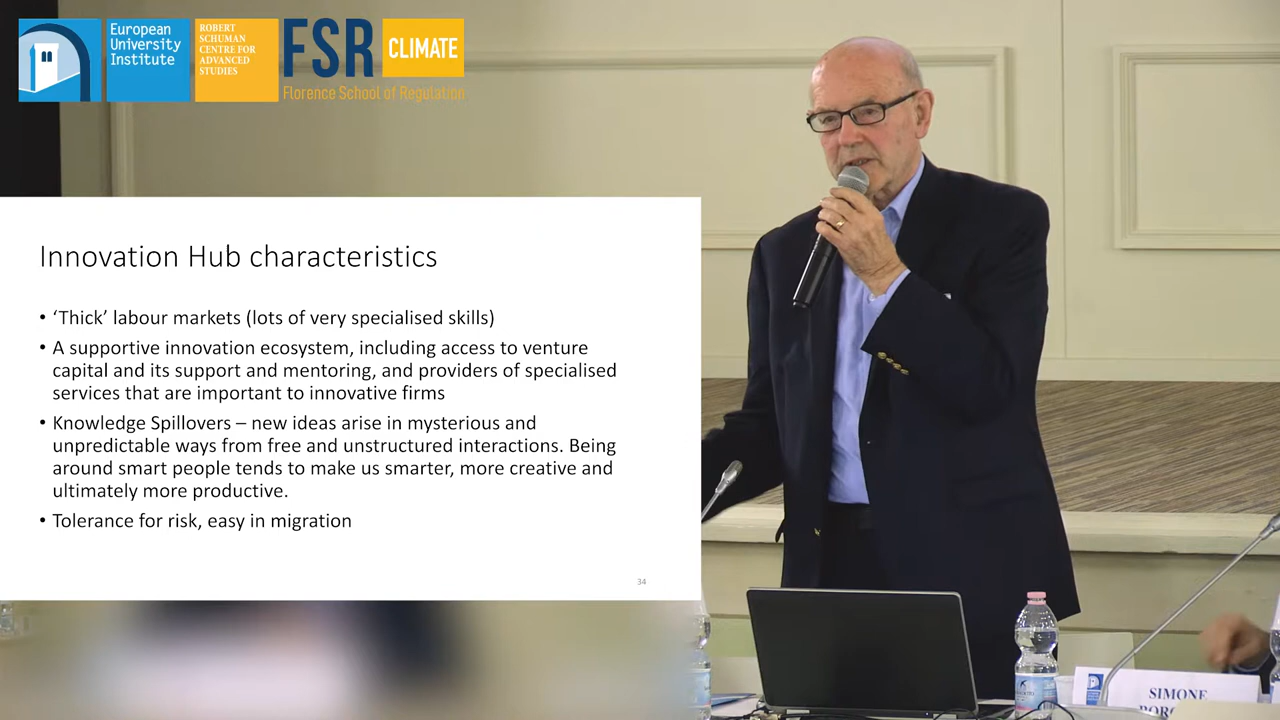 European
University
Institute
ROBERT
SCHUMAN
CENTRE FOR
ADVANCED
STUDIES
FSR
CLIMATE
Florence School of Regulation
Innovation Hub characteristics
• ‘Thick’ labour markets (lots of very specialised skills)
• A supportive innovation ecosystem, including access to venture
capital and its support and mentoring, and providers of specialised
services that are important to innovative firms
• Knowledge Spillovers – new ideas arise in mysterious and
unpredictable ways from free and unstructured interactions. Being
around smart people tends to make us smarter, more creative and
ultimately more productive.
• Tolerance for risk, easy in migration
34
SIMONE